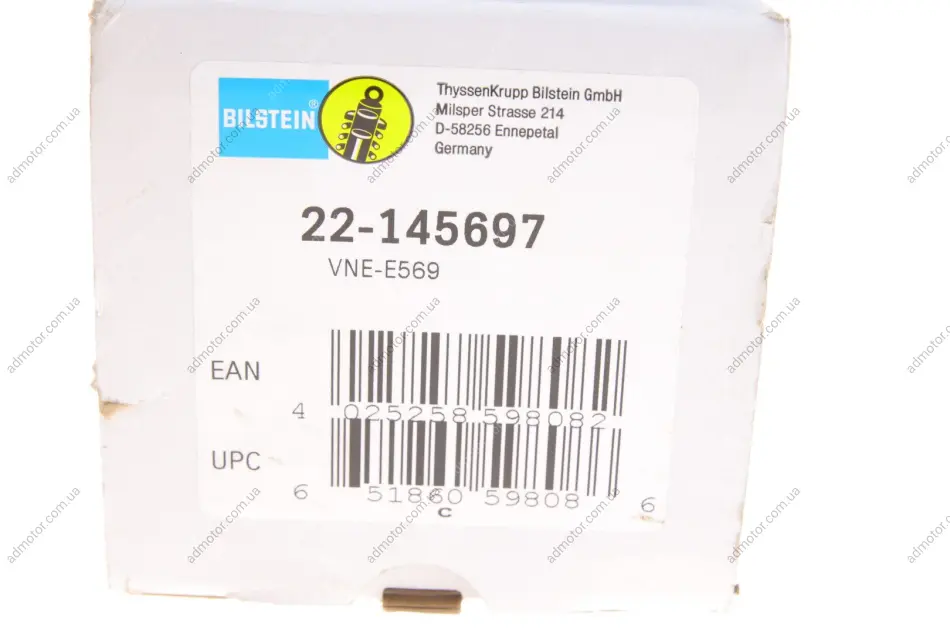 BILSTEIN®
ThyssenKrupp Bilstein GmbH
Milsper Strasse 214
D-58256 Ennepetal
Germany
22-145697
VNE-E569
EAN
4 025258 598082
UPC
6 51860 59808 6
C
admotor.com.ua